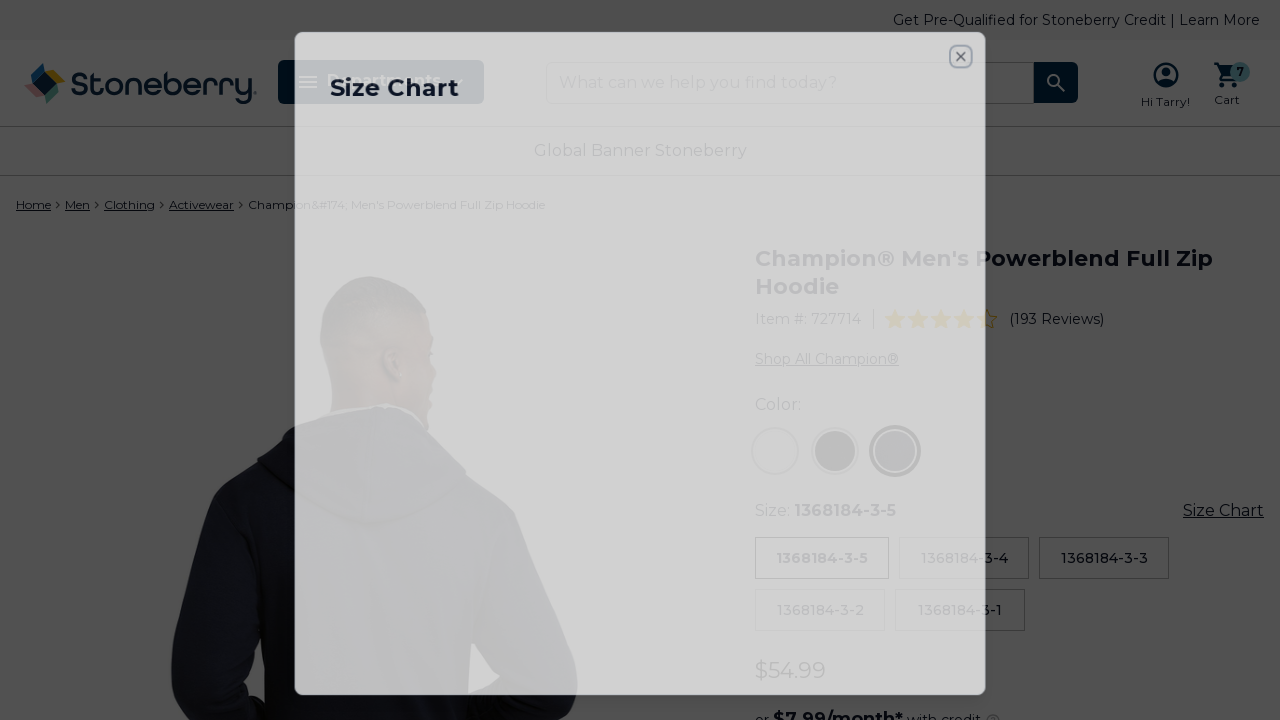 Get Pre-Qualified for Stoneberry Credit | Learn More
Stoneberry
Departments
What can we help you find today?
7
Hi Tarry!
Cart
Size Chart
Global Banner Stoneberry
Home > Men > Clothing > Activewear > Champion&#174; Men's Powerblend Full Zip Hoodie
Champion® Men's Powerblend Full Zip
Hoodie
Item #: 727714
(193 Reviews)
Shop All Champion®
Color:
Size: 1368184-3-5
Size Chart
1368184-3-5
1368184-3-4
1368184-3-3
1368184-3-2
1368184-3-1
$54.99
or $7.99/month* with credit